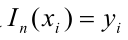 I_n(x_i) = y_i